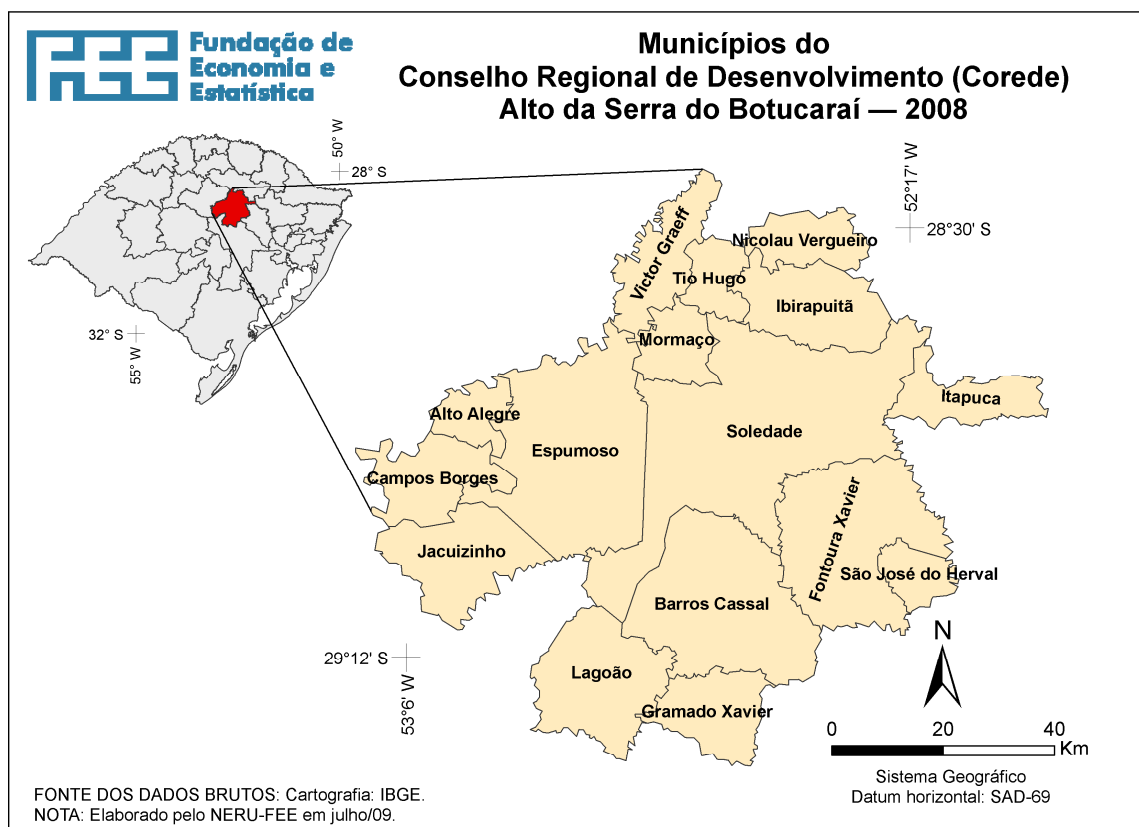 FEE
Fundação de
Economia e
Estatística
Municípios do
Conselho Regional de Desenvolvimento (Corede)
Alto da Serra do Botucaraí — 2008
50° W
28° S
32° S
55° W
52°17' W
28°30' S
Nicolau Vergueiro
Victor Graeff
Tio Hugo
Ibirapuitã
Mormaço
Itapuca
Alto Alegre
Soledade
Espumoso
Campos Borges
Fontoura Xavier
Jacuizinho
São José do Herval
Barros Cassal
29°12' S
53°6' W
Lagoão
Gramado Xavier
N
0 20 40
Km
Sistema Geográfico
Datum horizontal: SAD-69
FONTE DOS DADOS BRUTOS: Cartografia: IBGE.
NOTA: Elaborado pelo NERU-FEE em julho/09.